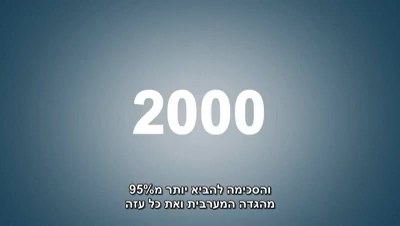 2000
והסכימה להביא יותר מ95%
מהגדה המערבית ואת כל עזה